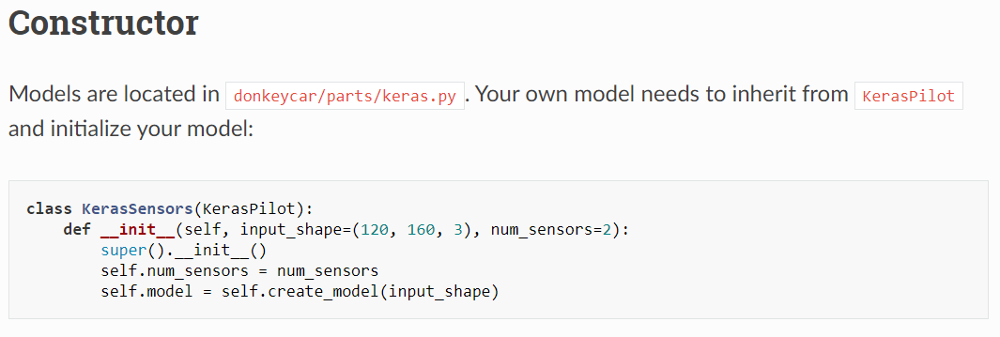 Constructor
Models are located in donkeycar/parts/keras.py. Your own model needs to inherit from KerasPilot
and initialize your model:
class KerasSensors(KerasPilot):
    def __init__(self, input_shape=(120, 160, 3), num_sensors=2):
        super().__init__()
        self.num_sensors = num_sensors
        self.model = self.create_model(input_shape)